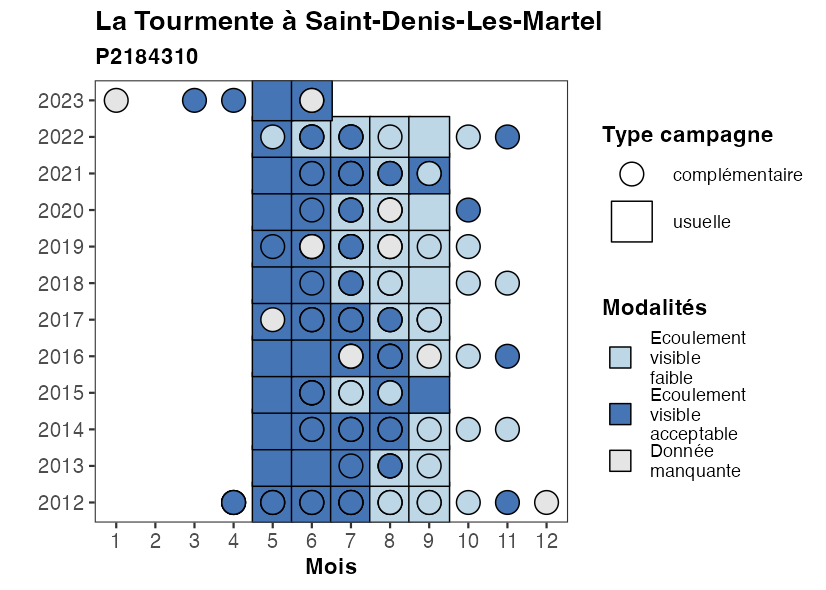 La Tourmente à Saint-Denis-Les-Martel
P2184310
2023
2022
2021
2020
2019
2018
2017
2016
2015
2014
2013
2012
1 2 3 4 5 6 7 8 9 10 11 12
Mois
Type campagne
complémentaire
usuelle
Modalités
Ecoulement
visible
faible
Ecoulement
visible
acceptable
Donnée
manquante